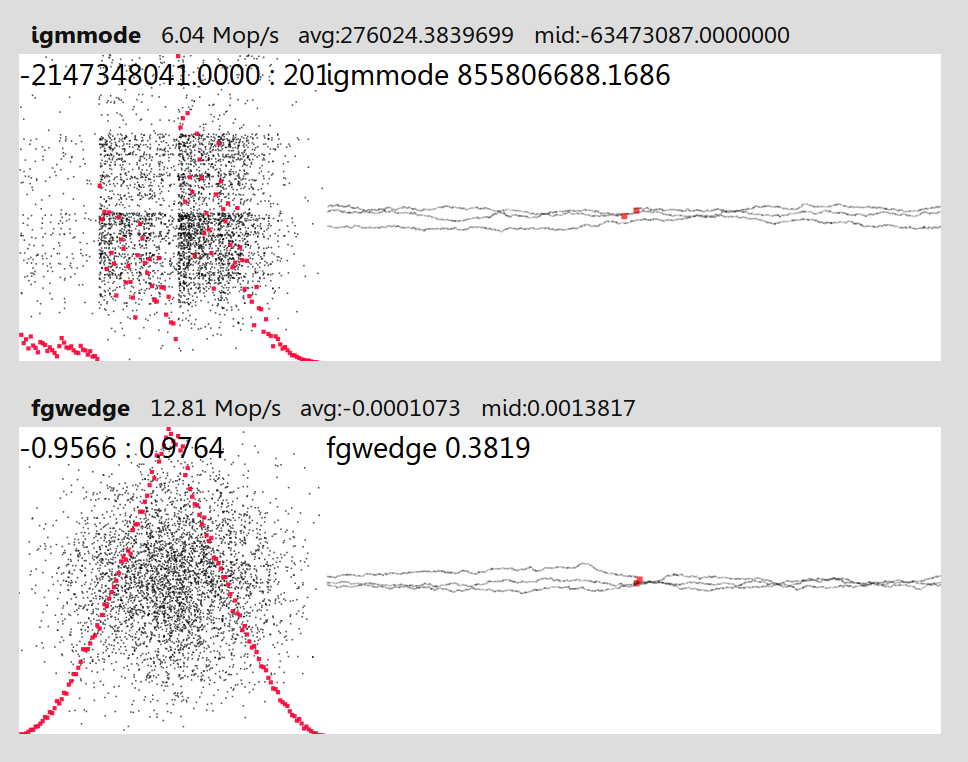 igmmode 6.04 Mop/s avg:276024.3839699 mid:-63473087.0000000
-2147348041.0000 : 201igmmode 855806688.1686
fgwedge 12.81 Mop/s avg:-0.0001073 mid:0.0013817
-0.9566 : 0.9764 fgwedge 0.3819